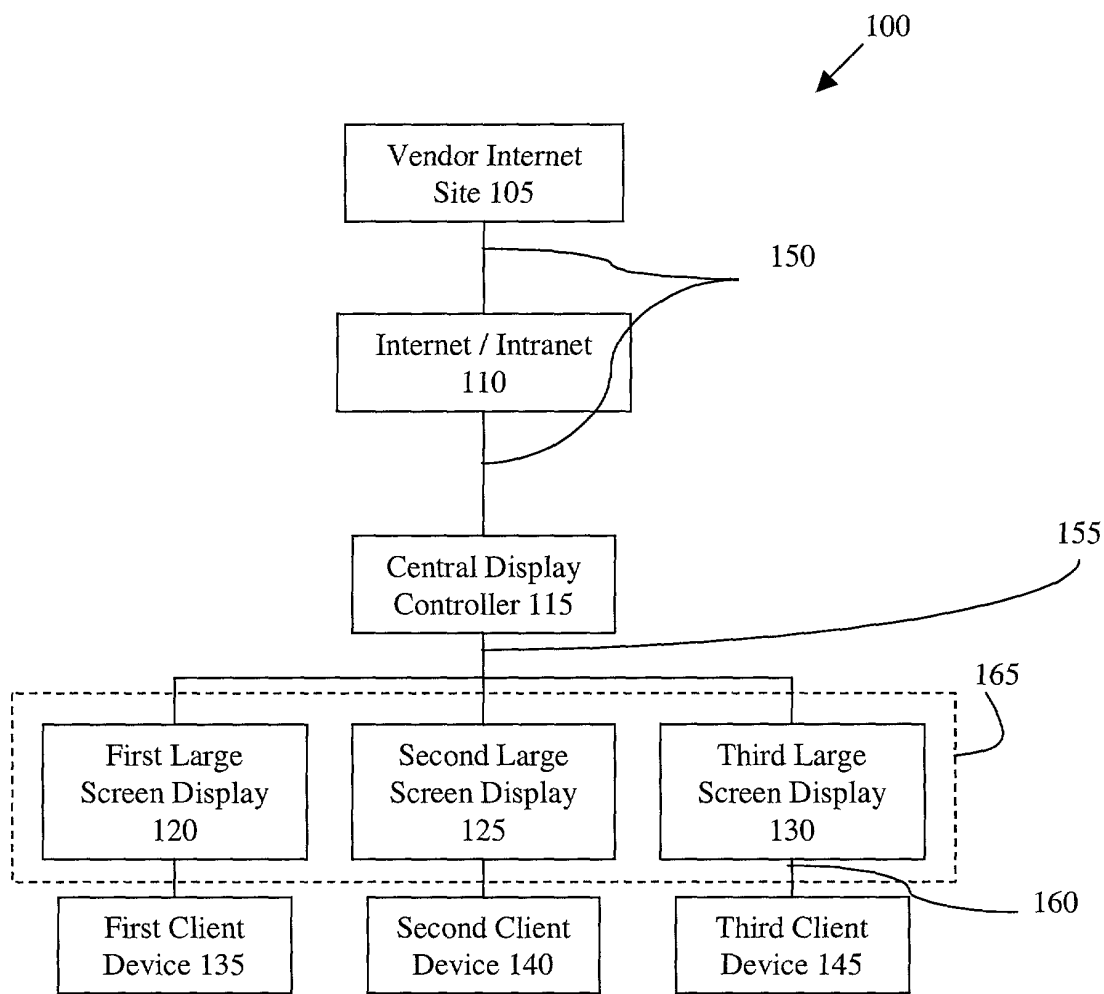 100
Vendor Internet
Site 105
150
Internet / Intranet
110
155
Central Display
Controller 115
165
First Large
Screen Display
120
Second Large
Screen Display
125
Third Large
Screen Display
130
160
First Client
Device 135
Second Client
Device 140
Third Client
Device 145